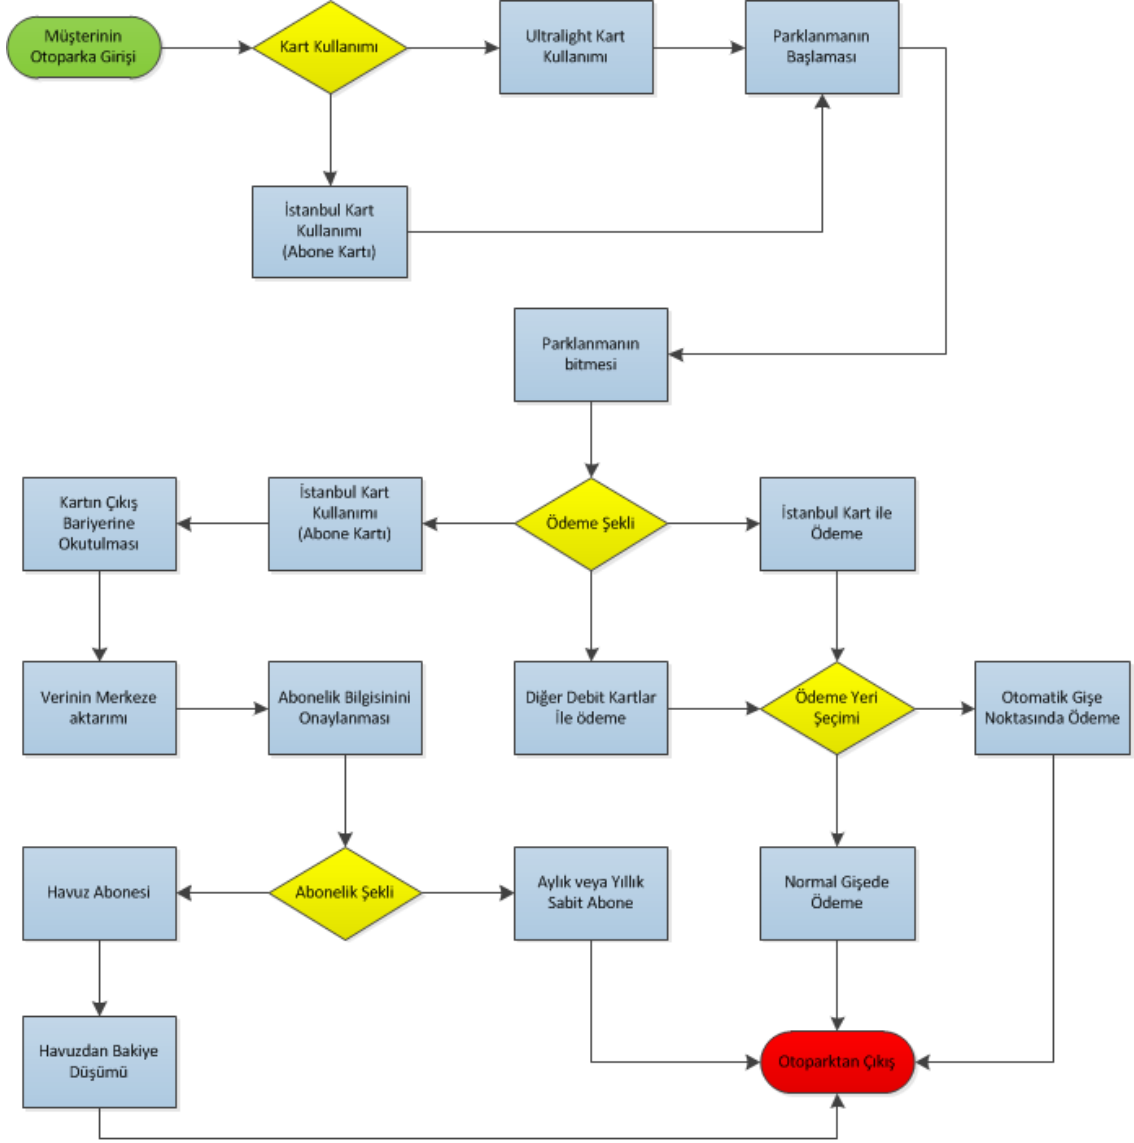 Müşterinin
Otoparka Girişi
Kart Kullanımı
Ultralight Kart
Kullanımı
Parklanmanın
Başlaması
İstanbul Kart
Kullanımı
(Abone Kartı)
Parklanmanın
bitmesi
Kartın Çıkış
Bariyerine
Okutulması
İstanbul Kart
Kullanımı
(Abone Kartı)
Ödeme Şekli
İstanbul Kart ile
Ödeme
Verinin Merkeze
aktarımı
Abonelik Bilgisinini
Onaylanması
Diğer Debit Kartlar
İle ödeme
Ödeme Yeri
Seçimi
Otomatik Gişe
Noktasında Ödeme
Havuz Abonesi
Abonelik Şekli
Aylık veya Yıllık
Sabit Abone
Normal Gişede
Ödeme
Havuzdan Bakiye
Düşümü
Otoparktan Çıkış